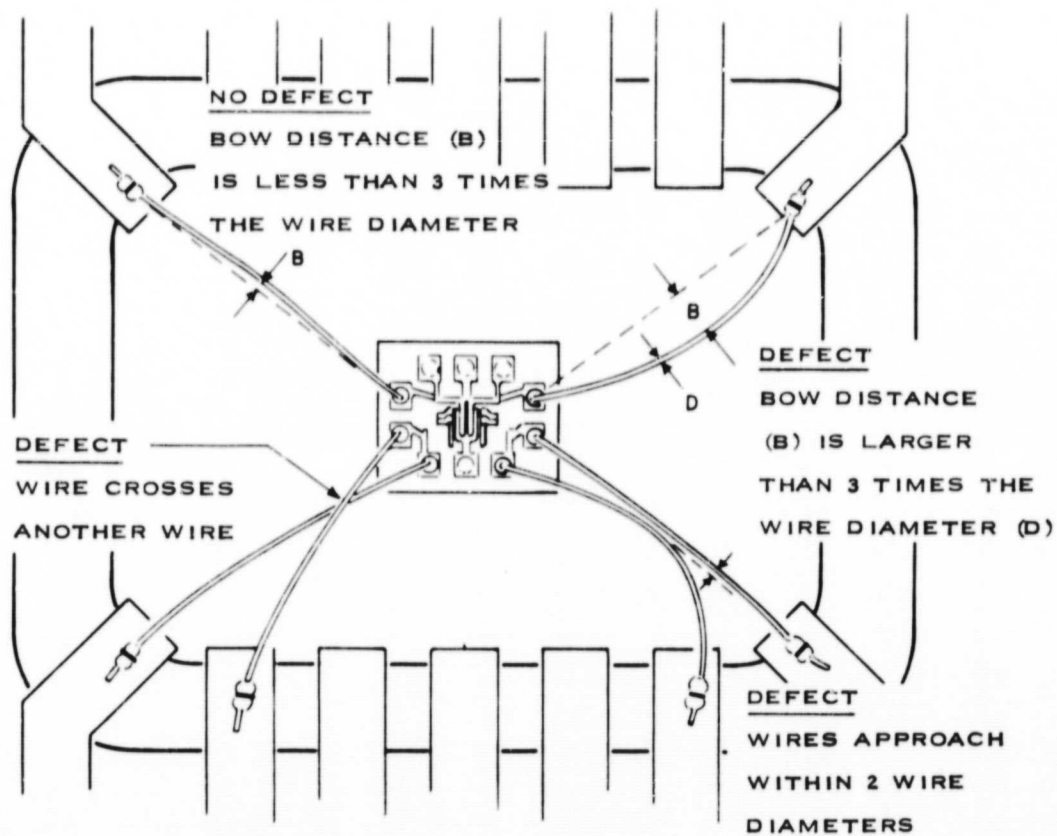 NO DEFECT
BOW DISTANCE (B)
IS LESS THAN 3 TIMES
THE WIRE DIAMETER
B
B
D
DEFECT
BOW DISTANCE
(B) IS LARGER
THAN 3 TIMES THE
WIRE DIAMETER (D)
DEFECT
WIRE CROSSES
ANOTHER WIRE
DEFECT
WIRES APPROACH
WITHIN 2 WIRE
DIAMETERS